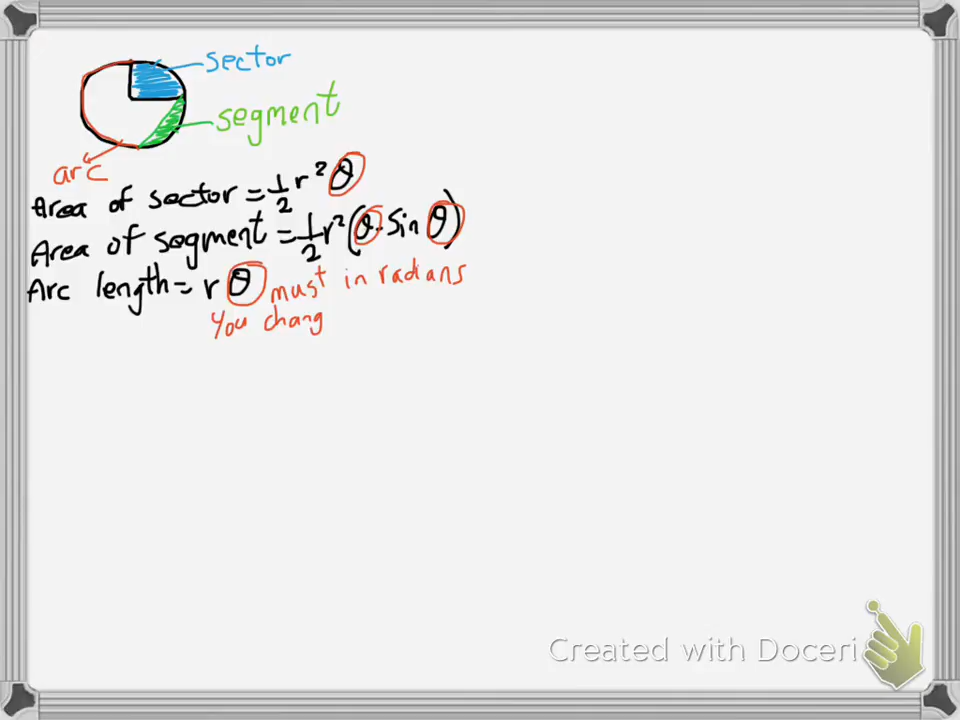 sector
segment
arc
Area of sector = 1/2 r² θ
Area of segment = 1/2 r² (θ - sin θ)
Arc length = r θ must in radians
You chang
Created with Doceri